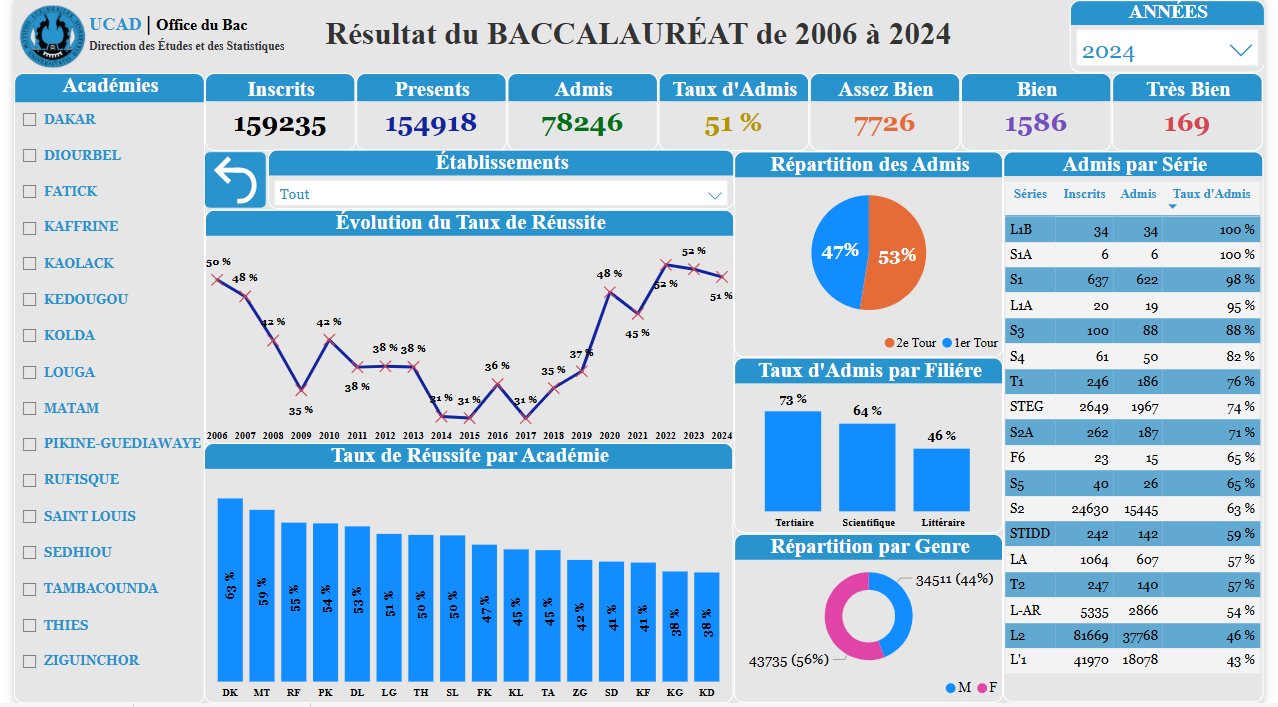 UCAD | Office du Bac
Direction des Études et des Statistiques
Résultat du BACCALAURÉAT de 2006 à 2024
ANNÉES
2024
Académies
DAKAR
DIOURBEL
FATICK
KAFFRINE
KAOLACK
KEDOUGOU
KOLDA
LOUGA
MATAM
PIKINE-GUEDIAWAYE
RUFISQUE
SAINT LOUIS
SEDHIOU
TAMBACOUNDA
THIES
ZIGUINCHOR
Inscrits
159235
Presents
154918
Admis
78246
Taux d'Admis
51 %
Assez Bien
7726
Bien
1586
Très Bien
169
Établissements
Tout
Évolution du Taux de Réussite
50 % 48 % 42 % 35 % 42 % 38 % 38 % 38 % 31 % 31 % 36 % 31 % 35 % 37 % 48 % 45 % 52 % 52 % 51 %
2006 2007 2008 2009 2010 2011 2012 2013 2014 2015 2016 2017 2018 2019 2020 2021 2022 2023 2024
Taux de Réussite par Académie
63 % 59 % 55 % 54 % 53 % 51 % 50 % 50 % 47 % 45 % 45 % 42 % 41 % 41 % 38 % 38 %
DK MT RF PK DL LG TH SL FK KL TA ZG SD KF KG KD
Répartition des Admis
47% 53%
2e Tour 1er Tour
Taux d'Admis par Filiére
73 % 64 % 46 %
Tertiaire Scientifique Littéraire
Répartition par Genre
34511 (44%)
43735 (56%)
M F
Admis par Série
Séries Inscrits Admis Taux d'Admis
L1B 34 34 100 %
S1A 6 6 100 %
S1 637 622 98 %
L1A 20 19 95 %
S3 100 88 88 %
S4 61 50 82 %
T1 246 186 76 %
STEG 2649 1967 74 %
S2A 262 187 71 %
F6 23 15 65 %
S5 40 26 65 %
S2 24630 15445 63 %
STIDD 242 142 59 %
LA 1064 607 57 %
T2 247 140 57 %
L-AR 5335 2866 54 %
L2 81669 37768 46 %
L'1 41970 18078 43 %